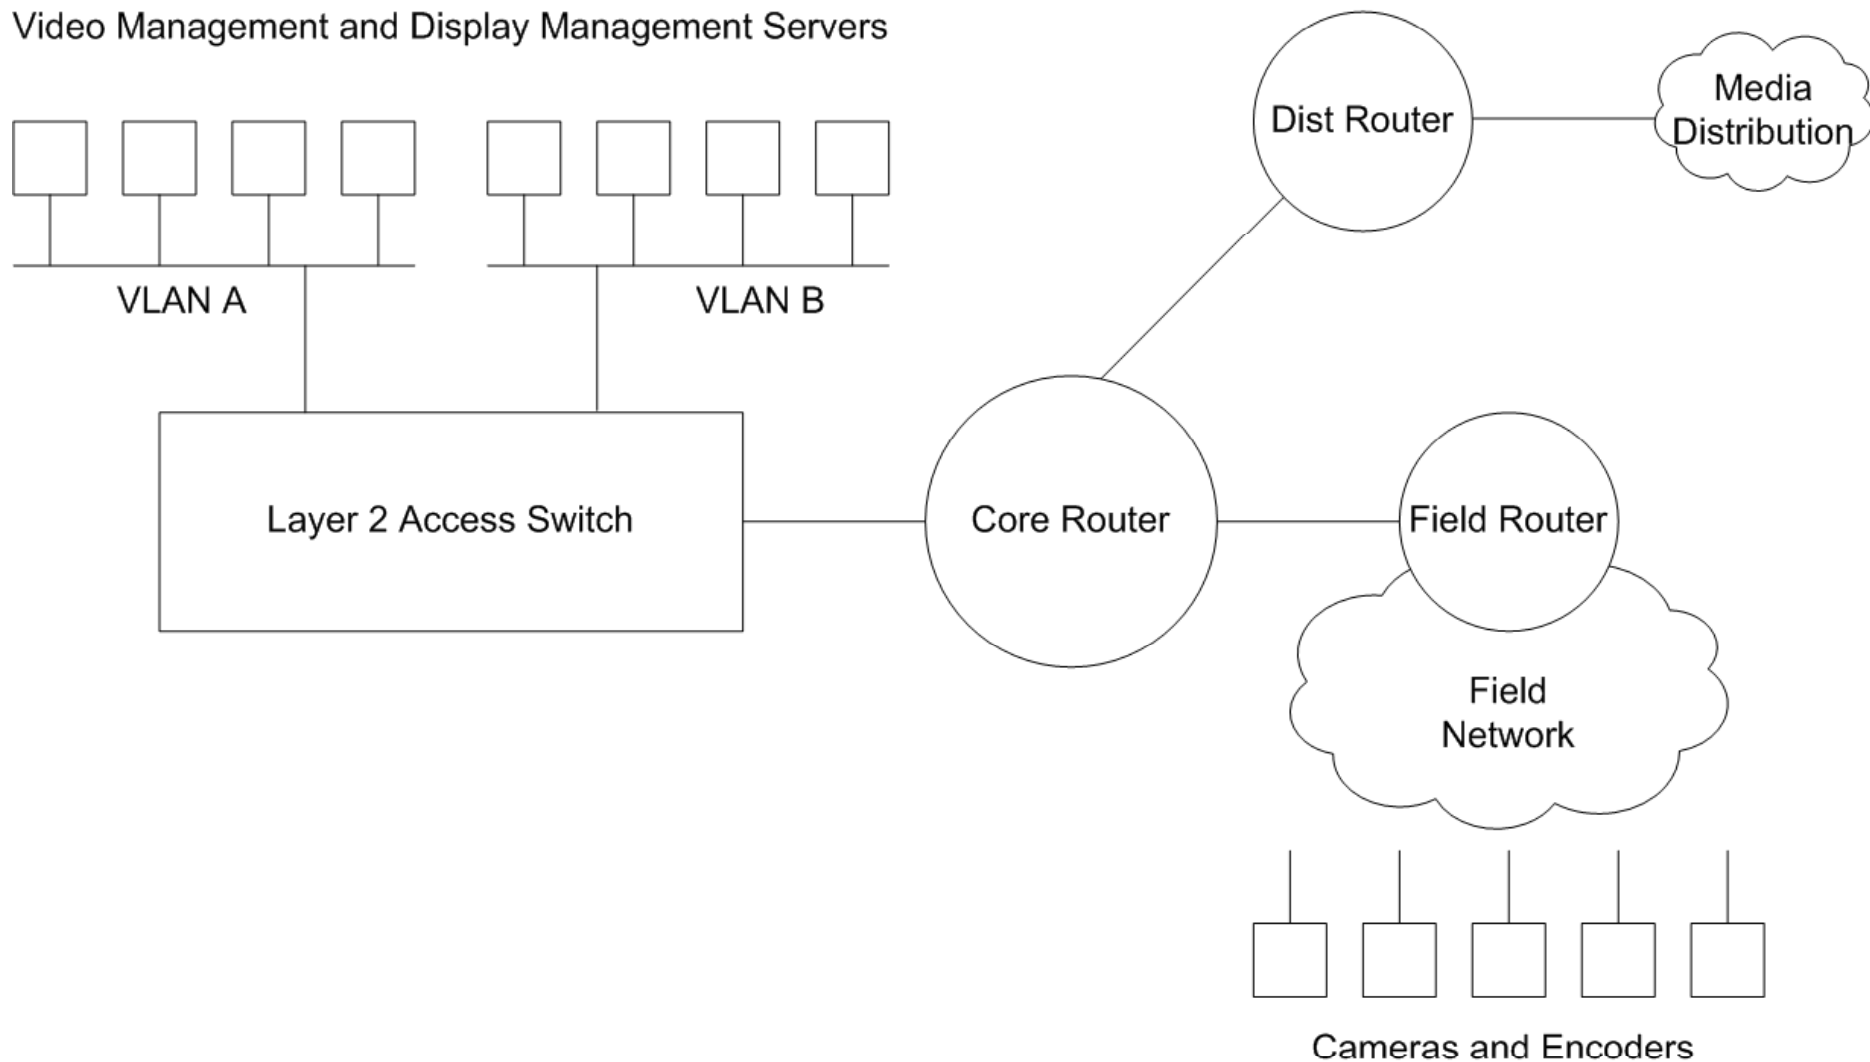 Video Management and Display Management Servers
Dist Router
Media
Distribution
VLAN A
VLAN B
Layer 2 Access Switch
Core Router
Field Router
Field
Network
Cameras and Encoders